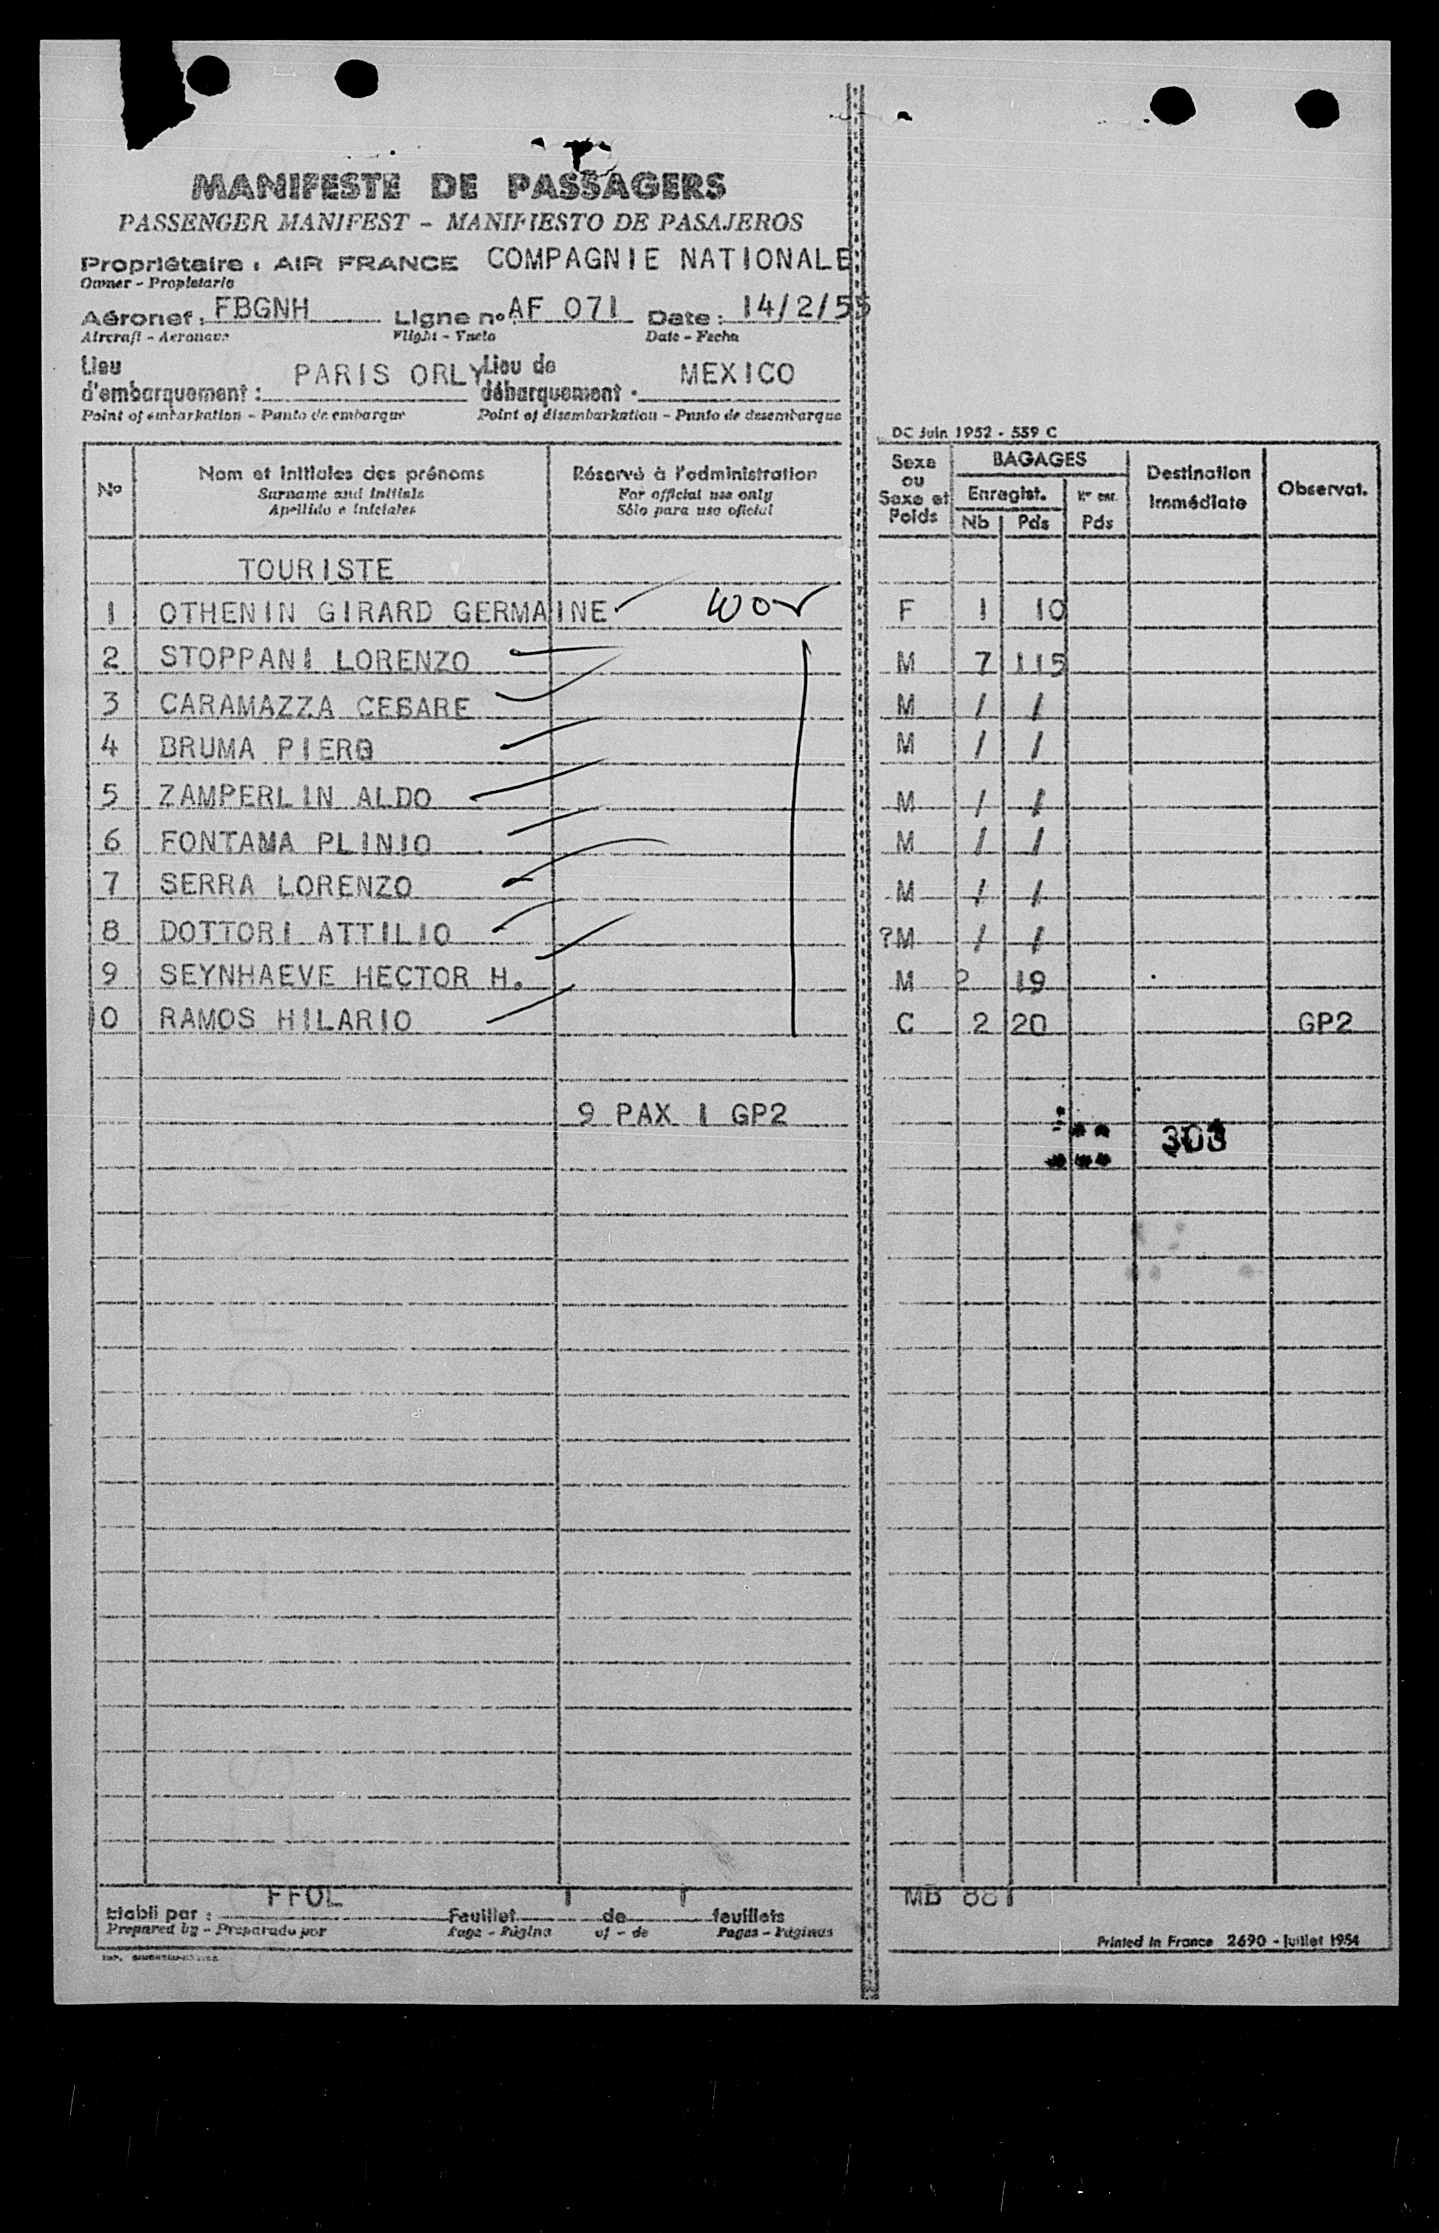 MANIFESTE DE PASSAGERS
PASSENGER MANIFEST - MANIFIESTO DE PASAJEROS
Propriétaire : AIR FRANCE COMPAGNIE NATIONALE
Owner - Propietario
Aéronef : FBGNH Ligne n° AF 071 Date : 14/2/55
Aircraft - Aeronave Flight - Vuelo Date - Fecha
Lieu d'embarquement : PARIS ORLY Lieu de débarquement : MEXICO
Point of embarkation - Punto de embarque Point of disembarkation - Punto de desembarque
DC Juin 1952 - 559 C
No Nom et initiales des prénoms Réservé à l'administration Sexe ou Sexe et Poids BAGAGES Destination immédiate Observat.
Surname and initials For official use only Enregist.
Apellido e iniciales Sólo para uso oficial Nb Pds Pds
TOURISTE
1 OTHENIN GIRARD GERMAINE F 1 10
2 STOPPANI LORENZO M 7 115
3 CARAMAZZA CESARE M / /
4 BRUMA PIERO M / /
5 ZAMPERLIN ALDO M / /
6 FONTAMA PLINIO M / /
7 SERRA LORENZO M / /
8 DOTTORI ATTILIO ?M / /
9 SEYNHAEVE HECTOR H. M 2 19
10 RAMOS HILARIO C 2 20 GP2
9 PAX 1 GP2
303
Etabli par : FFOL Feuillet 1 de 1 feuillets MB 881
Prepared by - Preparado por Page - Página of - de Pages - Páginas
Printed in France 2690 - Juillet 1954